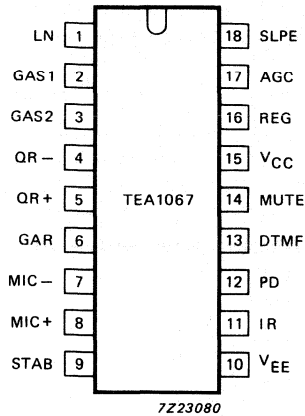 LN 1 18 SLPE
GAS1 2 17 AGC
GAS2 3 16 REG
QR− 4 15 VCC
QR+ 5 TEA1067 14 MUTE
GAR 6 13 DTMF
MIC− 7 12 PD
MIC+ 8 11 IR
STAB 9 10 VEE
7Z23080